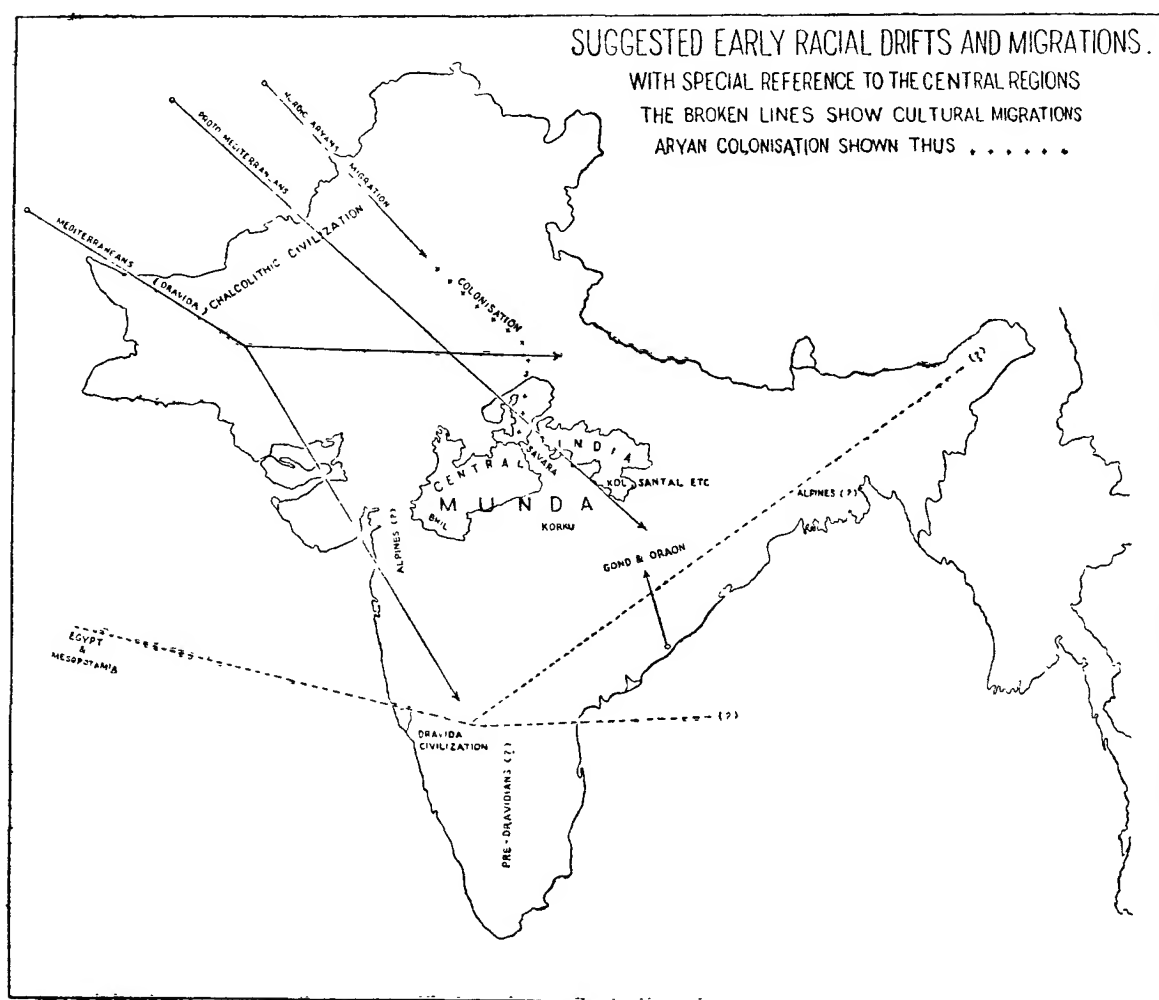 SUGGESTED EARLY RACIAL DRIFTS AND MIGRATIONS.
WITH SPECIAL REFERENCE TO THE CENTRAL REGIONS
THE BROKEN LINES SHOW CULTURAL MIGRATIONS
ARYAN COLONISATION SHOWN THUS . . . . . .
ARYANS MIGRATION
PROTO MEDITERRANEANS
MEDITERRANEANS
(DRAVIDA)
CHALCOLITHIC CIVILIZATION
COLONISATION
(?)
CENTRAL INDIA
SAVARA
KOL, SANTAL ETC
MUNDA
BHIL
KORKU
ALPINES (?)
ALPINES (?)
GOND & ORAON
EGYPT
&
MESOPOTAMIA
(?)
DRAVIDA
CIVILIZATION
PRE-DRAVIDIANS (?)